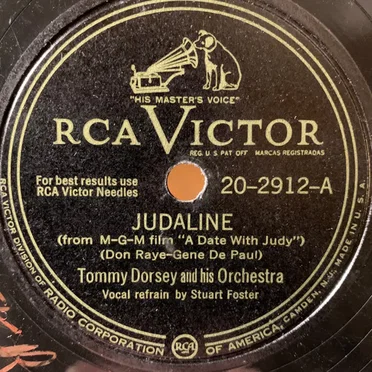 "HIS MASTER'S VOICE"
RCA VICTOR
REG. U.S. PAT OFF MARCAS REGISTRADAS
For best results use
RCA Victor Needles
20-2912-A
JUDALINE
(from M-G-M film "A Date With Judy")
(Don Raye-Gene De Paul)
Tommy Dorsey and his Orchestra
Vocal refrain by Stuart Foster
RCA VICTOR DIVISION OF RADIO CORPORATION OF AMERICA, CAMDEN, N.J. MADE IN U.S.A.
RCA